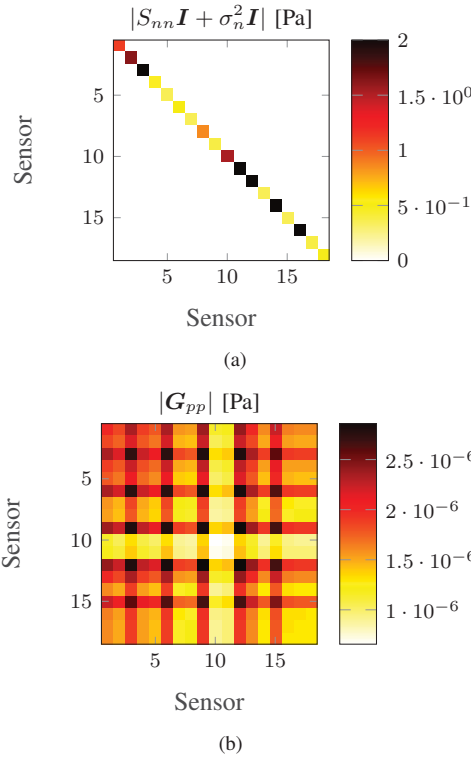 |S_{nn}I + σ_n^2 I| [Pa]
Sensor
5
10
15
5
10
15
Sensor
2
1.5 · 10^0
1
5 · 10^{-1}
0
(a)
|G_{pp}| [Pa]
Sensor
5
10
15
5
10
15
Sensor
2.5 · 10^{-6}
2 · 10^{-6}
1.5 · 10^{-6}
1 · 10^{-6}
(b)